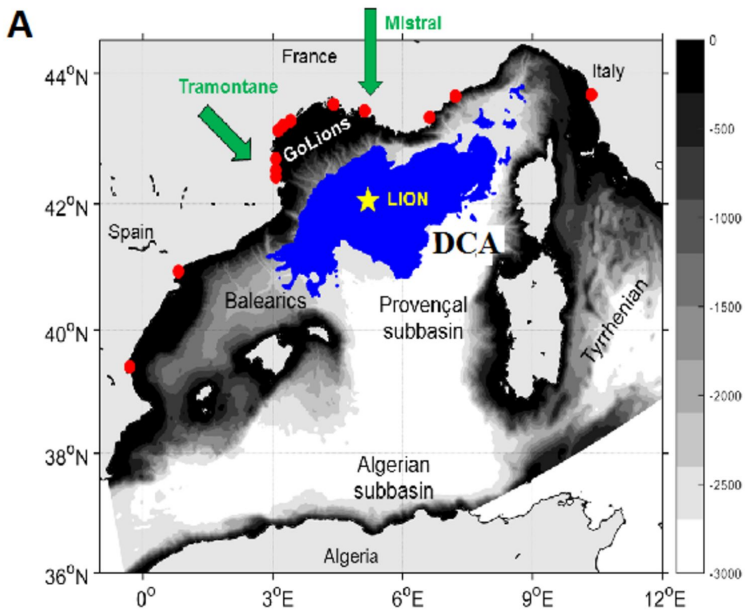 A
Mistral
Tramontane
France
Italy
GoLions
LION
DCA
Spain
Balearics
Provençal
subbasin
Tyrrhenian
Algerian
subbasin
Algeria
44°N
42°N
40°N
38°N
36°N
0°
3°E
6°E
9°E
12°E
0
-500
-1000
-1500
-2000
-2500
-3000